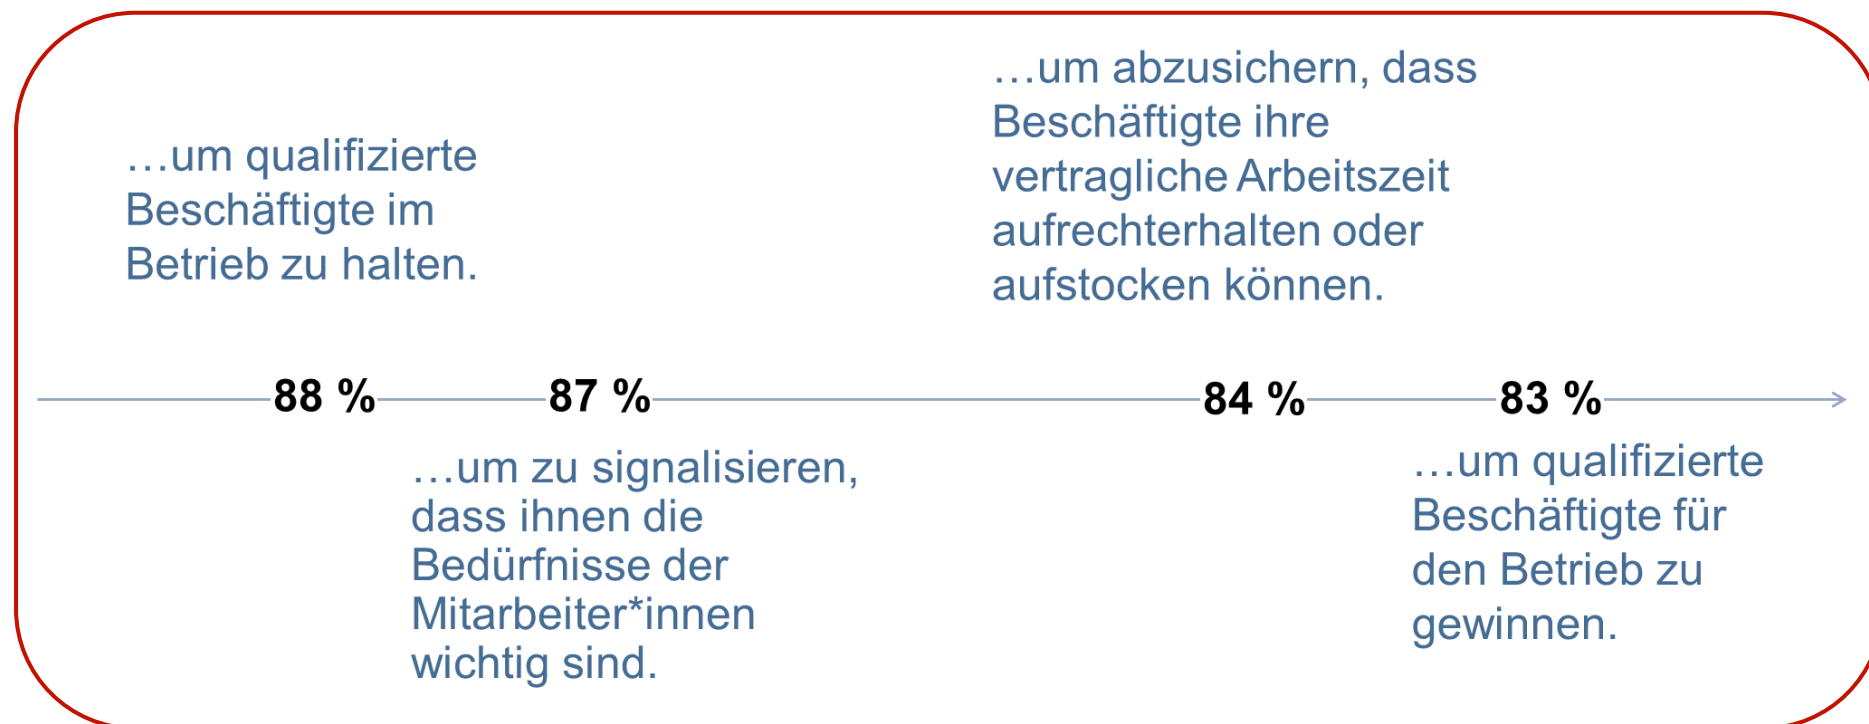 …um qualifizierte
Beschäftigte im
Betrieb zu halten.
…um abzusichern, dass
Beschäftigte ihre
vertragliche Arbeitszeit
aufrechterhalten oder
aufstocken können.
88 % 87 % 84 % 83 %
…um zu signalisieren,
dass ihnen die
Bedürfnisse der
Mitarbeiter*innen
wichtig sind.
…um qualifizierte
Beschäftigte für
den Betrieb zu
gewinnen.